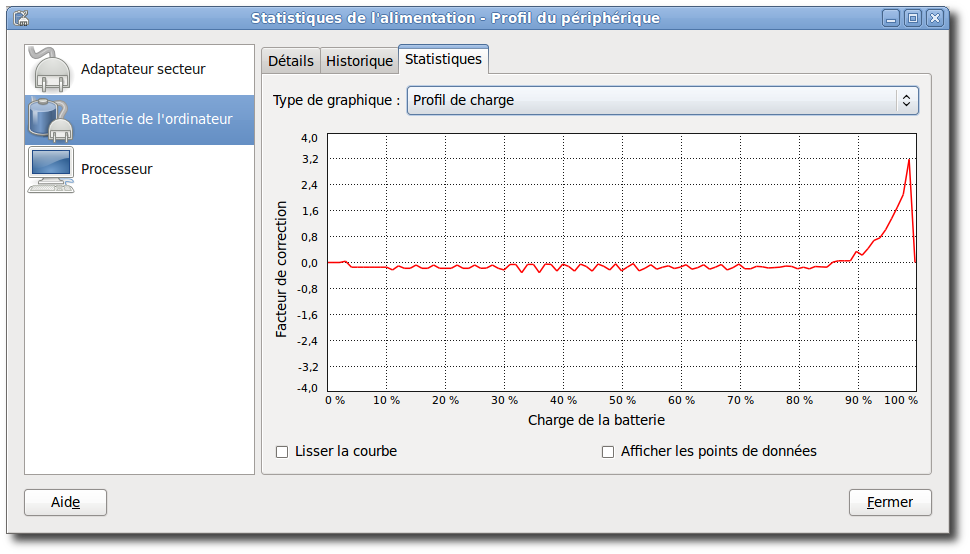 Statistiques de l'alimentation - Profil du périphérique
Adaptateur secteur
Batterie de l'ordinateur
Processeur
Détails
Historique
Statistiques
Type de graphique :
Profil de charge
4,0
3,2
2,4
1,6
0,8
0,0
-0,8
-1,6
-2,4
-3,2
-4,0
Facteur de correction
0 %
10 %
20 %
30 %
40 %
50 %
60 %
70 %
80 %
90 %
100 %
Charge de la batterie
Lisser la courbe
Afficher les points de données
Aide
Fermer